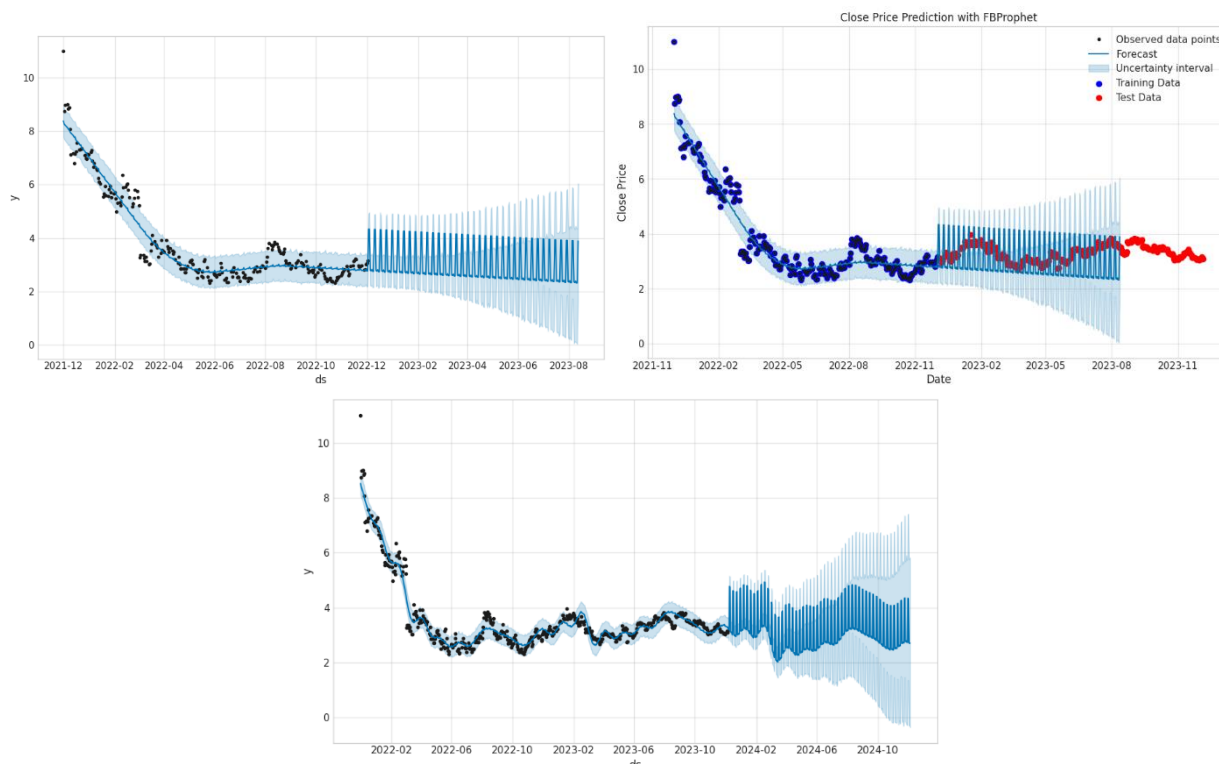 10
8
6
4
2
0
y
2021-12 2022-02 2022-04 2022-06 2022-08 2022-10 2022-12 2023-02 2023-04 2023-06 2023-08
ds
Close Price Prediction with FBProphet
Observed data points
Forecast
Uncertainty interval
Training Data
Test Data
10
8
6
4
2
0
Close Price
2021-11 2022-02 2022-05 2022-08 2022-11 2023-02 2023-05 2023-08 2023-11
Date
10
8
6
4
2
0
y
2022-02 2022-06 2022-10 2023-02 2023-06 2023-10 2024-02 2024-06 2024-10
ds